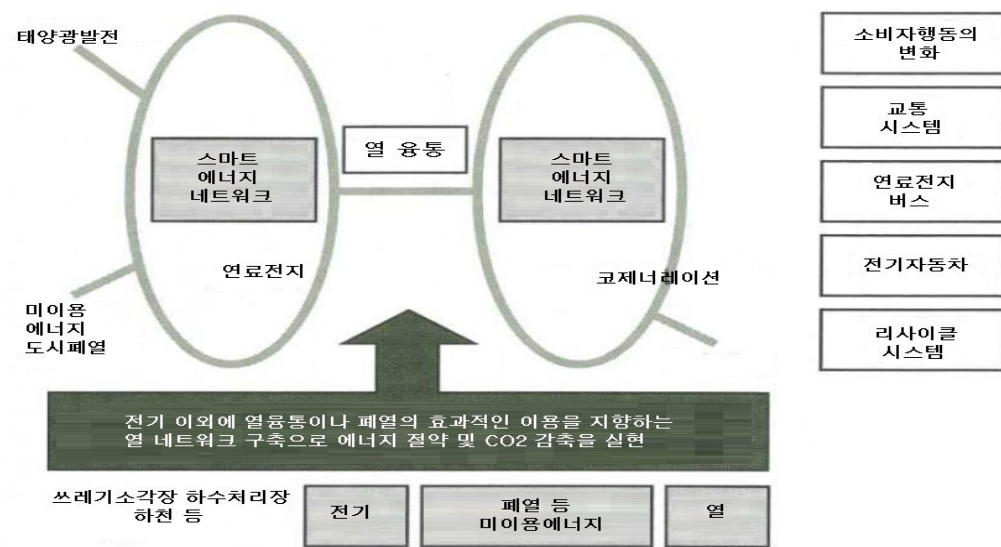 태양광발전
스마트
에너지
네트워크
연료전지
미이용
에너지
도시폐열
열 융통
스마트
에너지
네트워크
코제너레이션
소비자행동의
변화
교통
시스템
연료전지
버스
전기자동차
리사이클
시스템
전기 이외에 열융통이나 폐열의 효과적인 이용을 지향하는
열 네트워크 구축으로 에너지 절약 및 CO2 감축을 실현
쓰레기소각장 하수처리장
하천 등
전기
폐열 등
미이용에너지
열